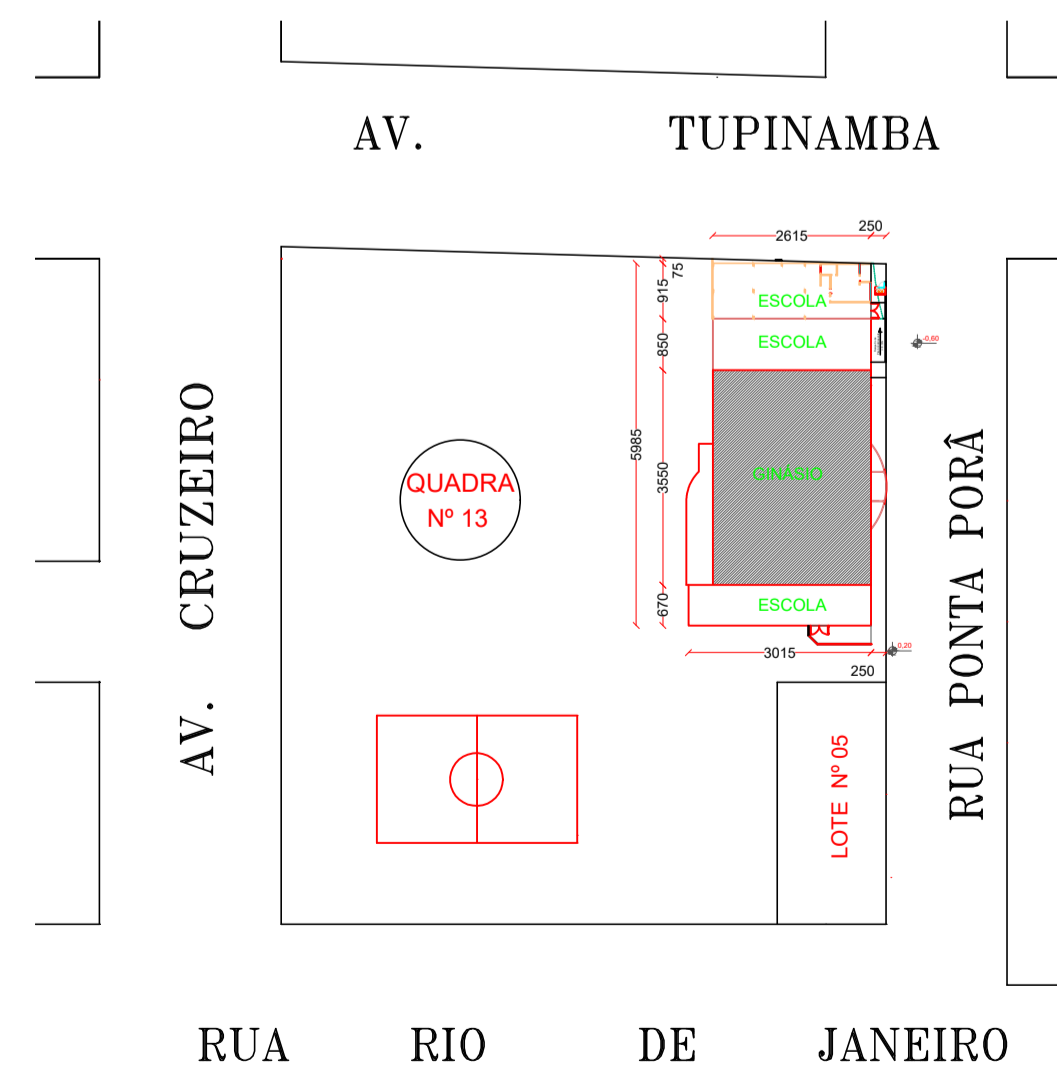 AV. TUPINAMBA
2615
250
75
915
ESCOLA
850
ESCOLA
-0,60
AV. CRUZEIRO
5985
QUADRA
Nº 13
3550
GINÁSIO
RUA PONTA PORÂ
670
ESCOLA
3015
0,20
250
LOTE Nº 05
RUA RIO DE JANEIRO